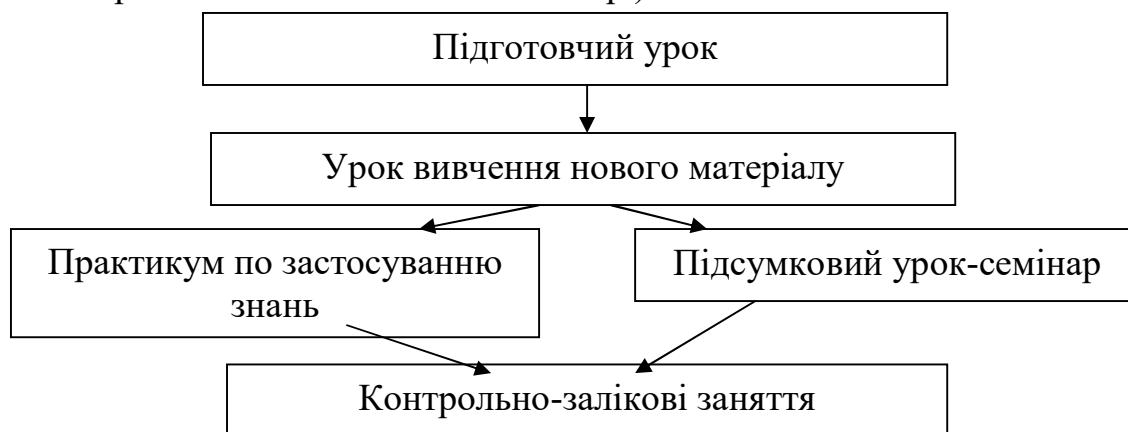 Підготовчий урок
Урок вивчення нового матеріалу
Практикум по застосуванню
знань
Підсумковий урок-семінар
Контрольно-залікові заняття